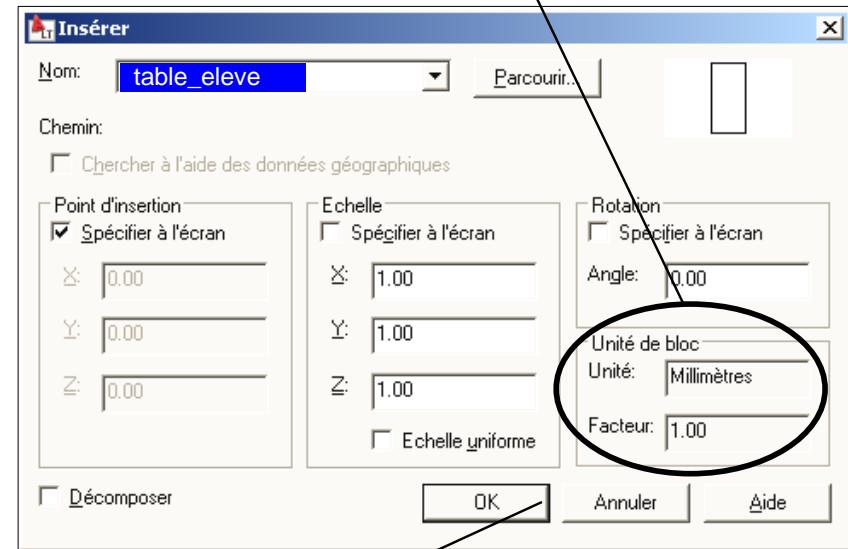 Insérer
Nom: table_eleve Parcourir...
Chemin:
Chercher à l'aide des données géographiques
Point d'insertion
Spécifier à l'écran
X: 0.00
Y: 0.00
Z: 0.00
Echelle
Spécifier à l'écran
X: 1.00
Y: 1.00
Z: 1.00
Echelle uniforme
Rotation
Spécifier à l'écran
Angle: 0.00
Unité de bloc
Unité: Millimètres
Facteur: 1.00
Décomposer
OK Annuler Aide